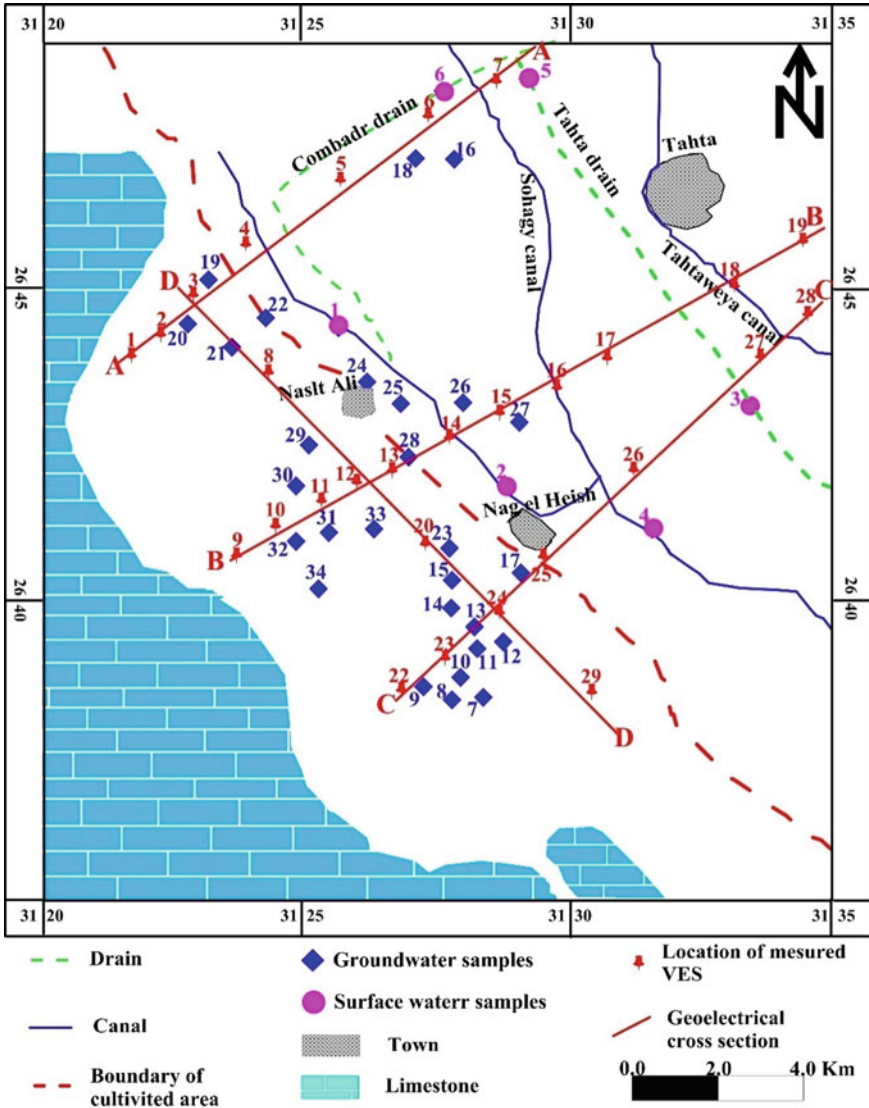 31 20
31 25
31 30
31 35
A
7
6
5
6
Combadr drain
Tahta drain
Tahta
18
16
5
Sohagy canal
4
19
B
19
D
3
18
26 45
26 45
Tahtaweya canal
C
28
2
20
22
1
1
A
21
8
17
27
24
16
Naslt Ali
25
26
15
27
3
14
29
28
13
26
12
30
11
2
10
Nag el Heish
4
33
9
31
B
32
20
23
25
17
34
15
26 40
26 40
24
14
13
12
11
23
10
29
22
9
8
7
C
D
31 20
31 25
31 30
31 35
N
Drain
Groundwater samples
Location of mesured
VES
Surface waterr samples
Canal
Geoelectrical
cross section
Town
Boundary of
cultivited area
Limestone
0.0
2.0
4.0 Km